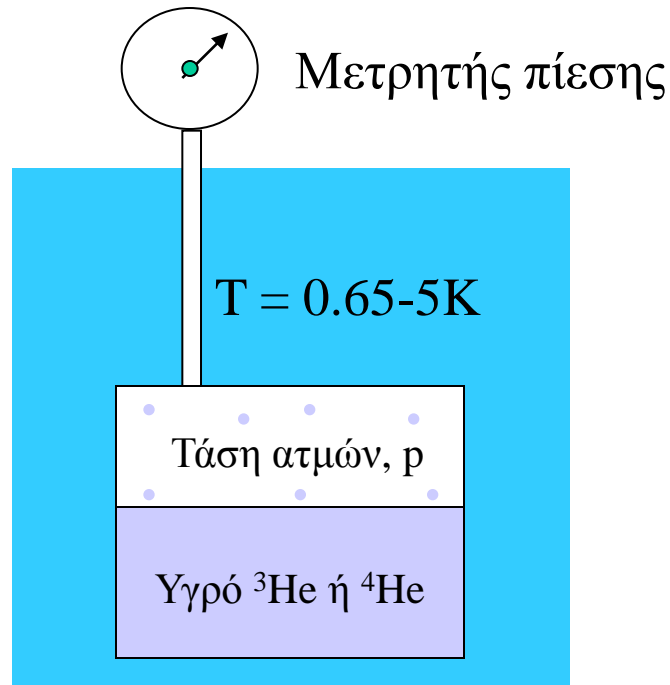 Μετρητής πίεσης
T = 0.65-5K
Τάση ατμών, p
Υγρό ³He ή ⁴He